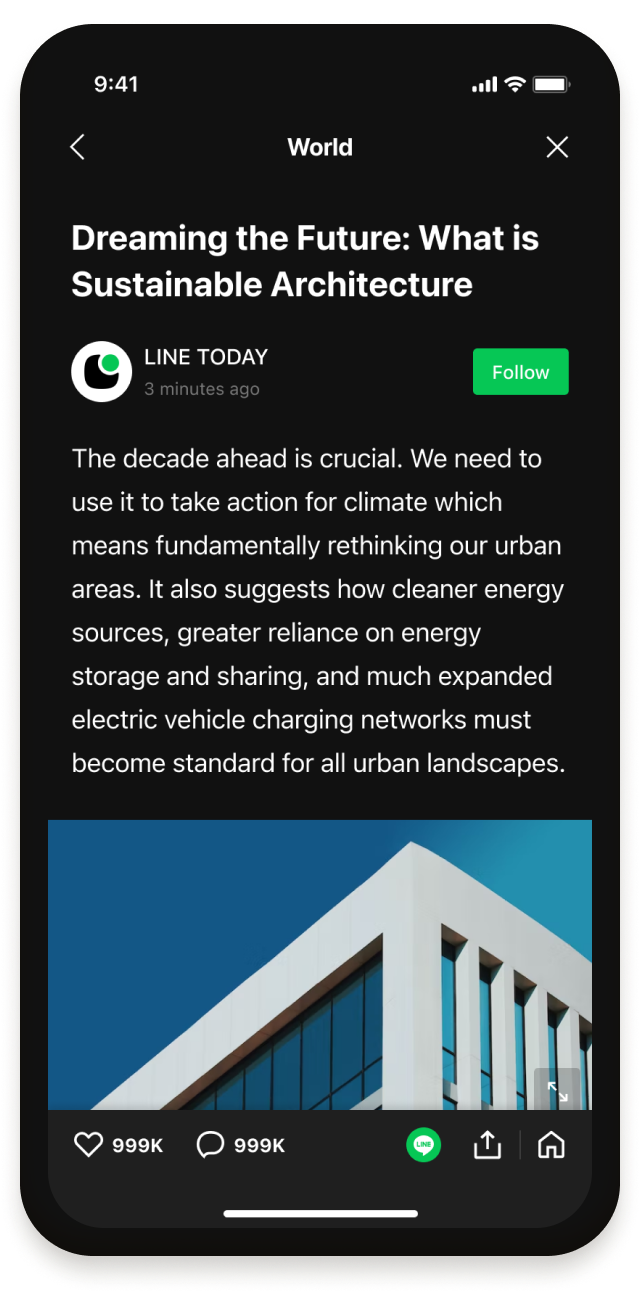 9:41
World
Dreaming the Future: What is
Sustainable Architecture
LINE TODAY
3 minutes ago
Follow
The decade ahead is crucial. We need to
use it to take action for climate which
means fundamentally rethinking our urban
areas. It also suggests how cleaner energy
sources, greater reliance on energy
storage and sharing, and much expanded
electric vehicle charging networks must
become standard for all urban landscapes.
999K
999K
LINE